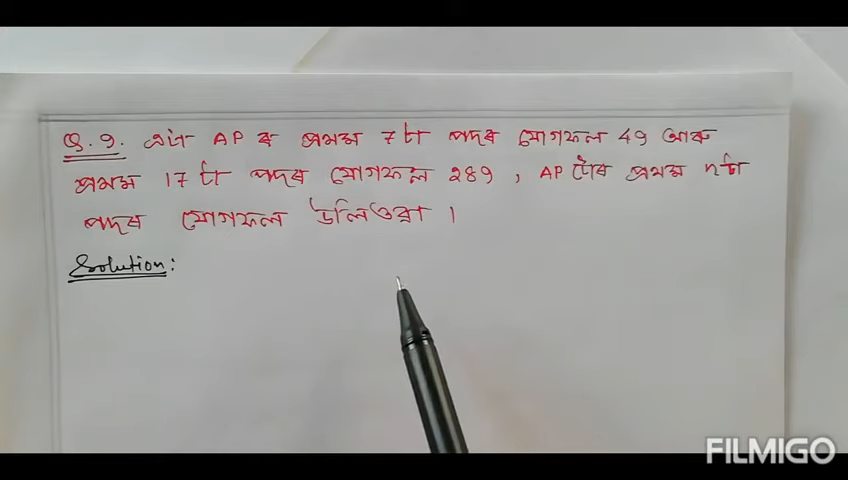 Q. 9. এটা AP ৰ প্ৰথম 7 টা পদৰ যোগফল 49 আৰু
প্ৰথম 17 টা পদৰ যোগফল 289 , AP টোৰ প্ৰথম n টা
পদৰ যোগফল উলিওৱা ।
Solution:
FILMIGO